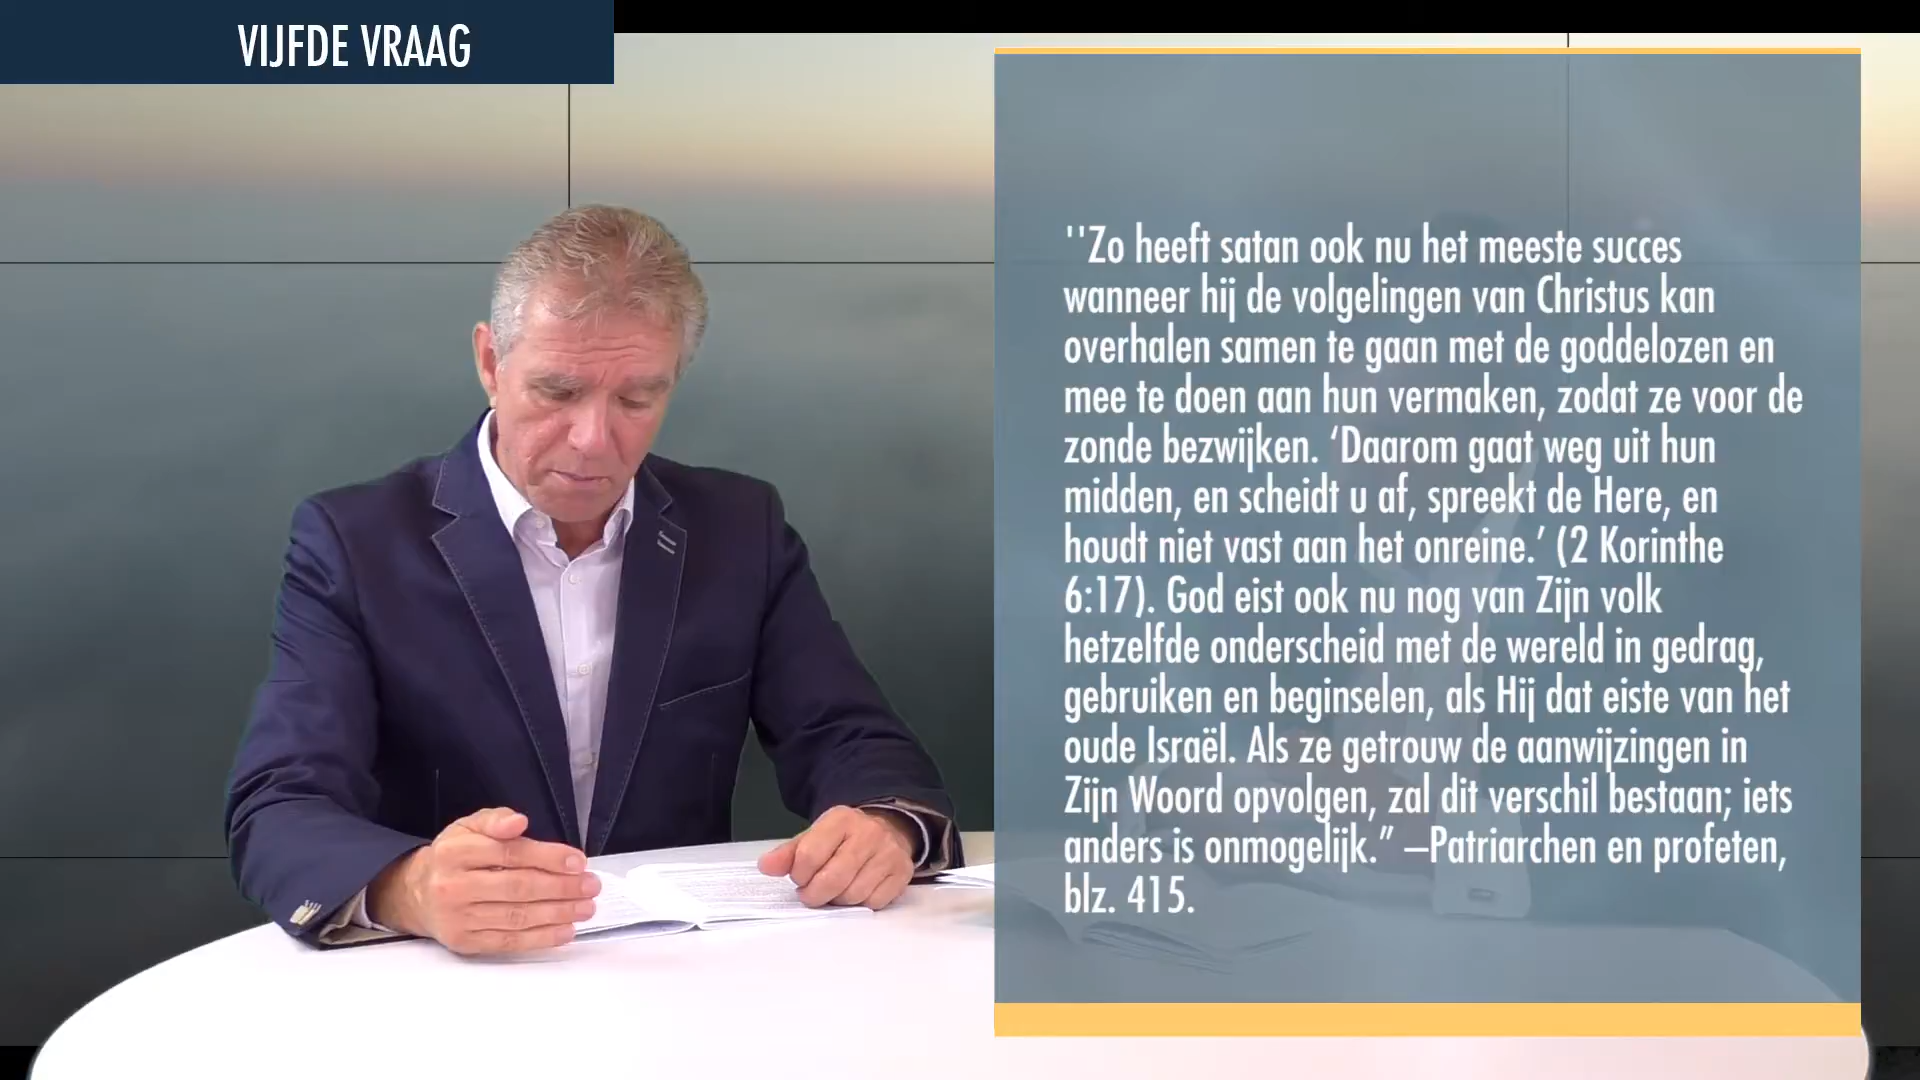 VIJFDE VRAAG
''Zo heeft satan ook nu het meeste succes
wanneer hij de volgelingen van Christus kan
overhalen samen te gaan met de goddelozen en
mee te doen aan hun vermaken, zodat ze voor de
zonde bezwijken. ‘Daarom gaat weg uit hun
midden, en scheidt u af, spreekt de Here, en
houdt niet vast aan het onreine.’ (2 Korinthe
6:17). God eist ook nu nog van Zijn volk
hetzelfde onderscheid met de wereld in gedrag,
gebruiken en beginselen, als Hij dat eiste van het
oude Israël. Als ze getrouw de aanwijzingen in
Zijn Woord opvolgen, zal dit verschil bestaan; iets
anders is onmogelijk.” –Patriarchen en profeten,
blz. 415.